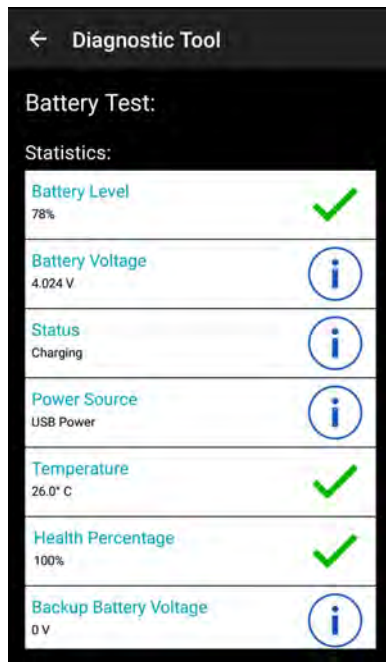 Diagnostic Tool
Battery Test:
Statistics:
Battery Level
78%
Battery Voltage
4.024 V
Status
Charging
Power Source
USB Power
Temperature
26.0° C
Health Percentage
100%
Backup Battery Voltage
0 V